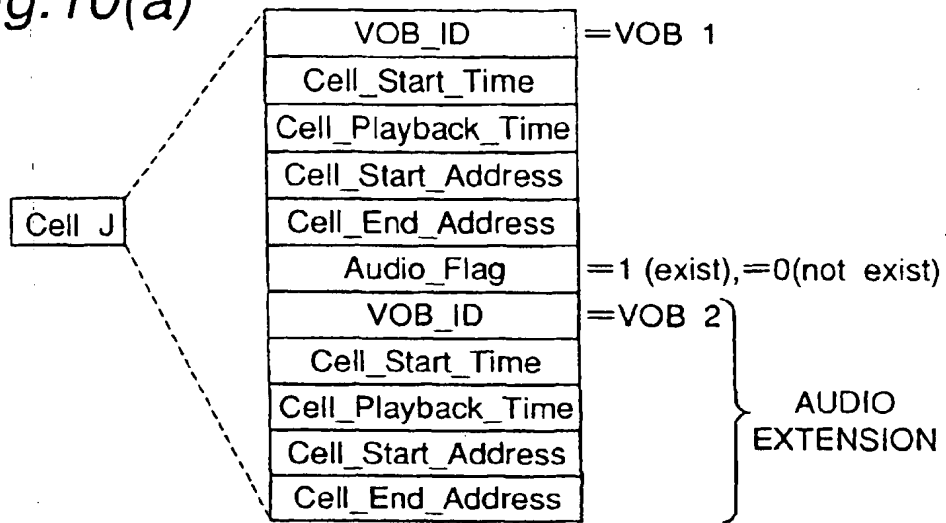 g.10(a)
VOB_ID =VOB 1
Cell_Start_Time
Cell_Playback_Time
Cell_Start_Address
Cell_End_Address
Cell J
Audio_Flag =1 (exist),=0(not exist)
VOB_ID =VOB 2
Cell_Start_Time
Cell_Playback_Time
Cell_Start_Address
Cell_End_Address
AUDIO
EXTENSION